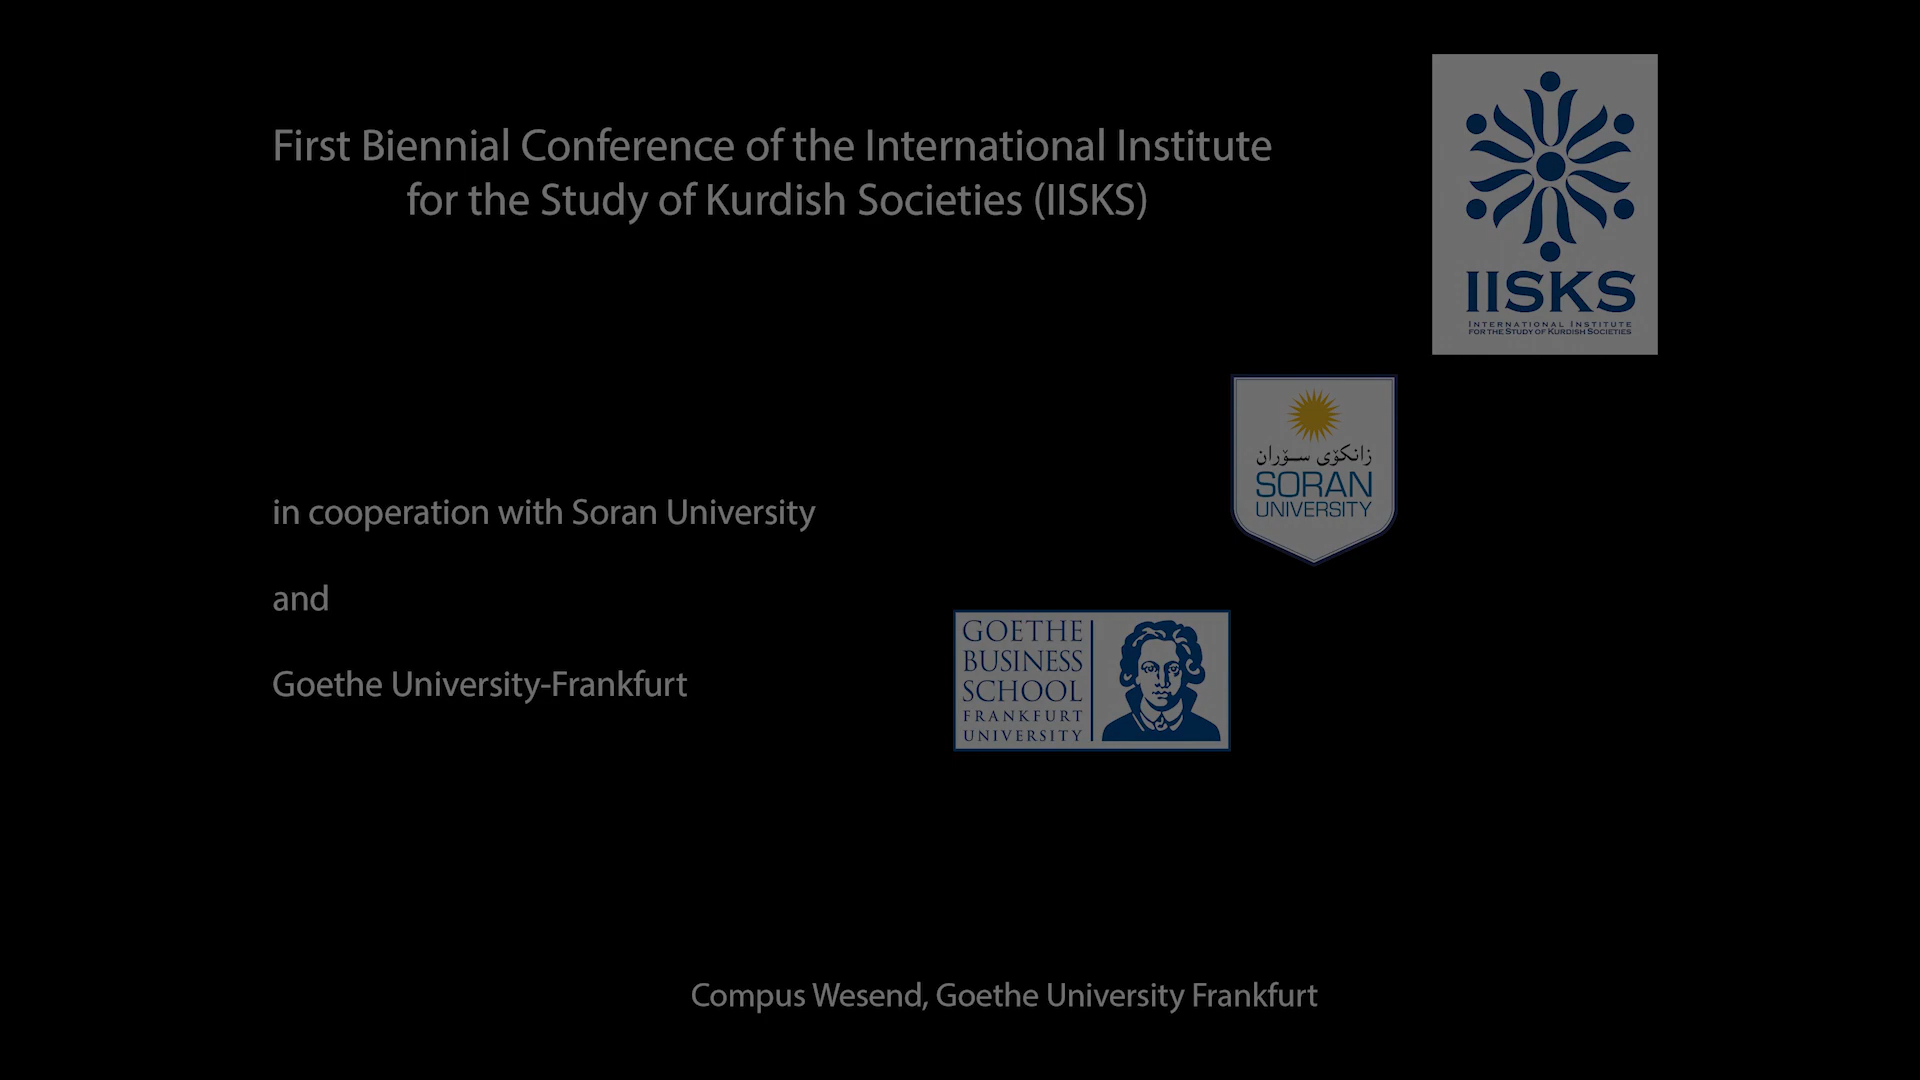 First Biennial Conference of the International Institute
for the Study of Kurdish Societies (IISKS)
IISKS
INTERNATIONAL INSTITUTE
FOR THE STUDY OF KURDISH SOCIETIES
زانکۆی سـۆران
SORAN
UNIVERSITY
in cooperation with Soran University
and
Goethe University-Frankfurt
GOETHE
BUSINESS
SCHOOL
FRANKFURT
UNIVERSITY
Compus Wesend, Goethe University Frankfurt